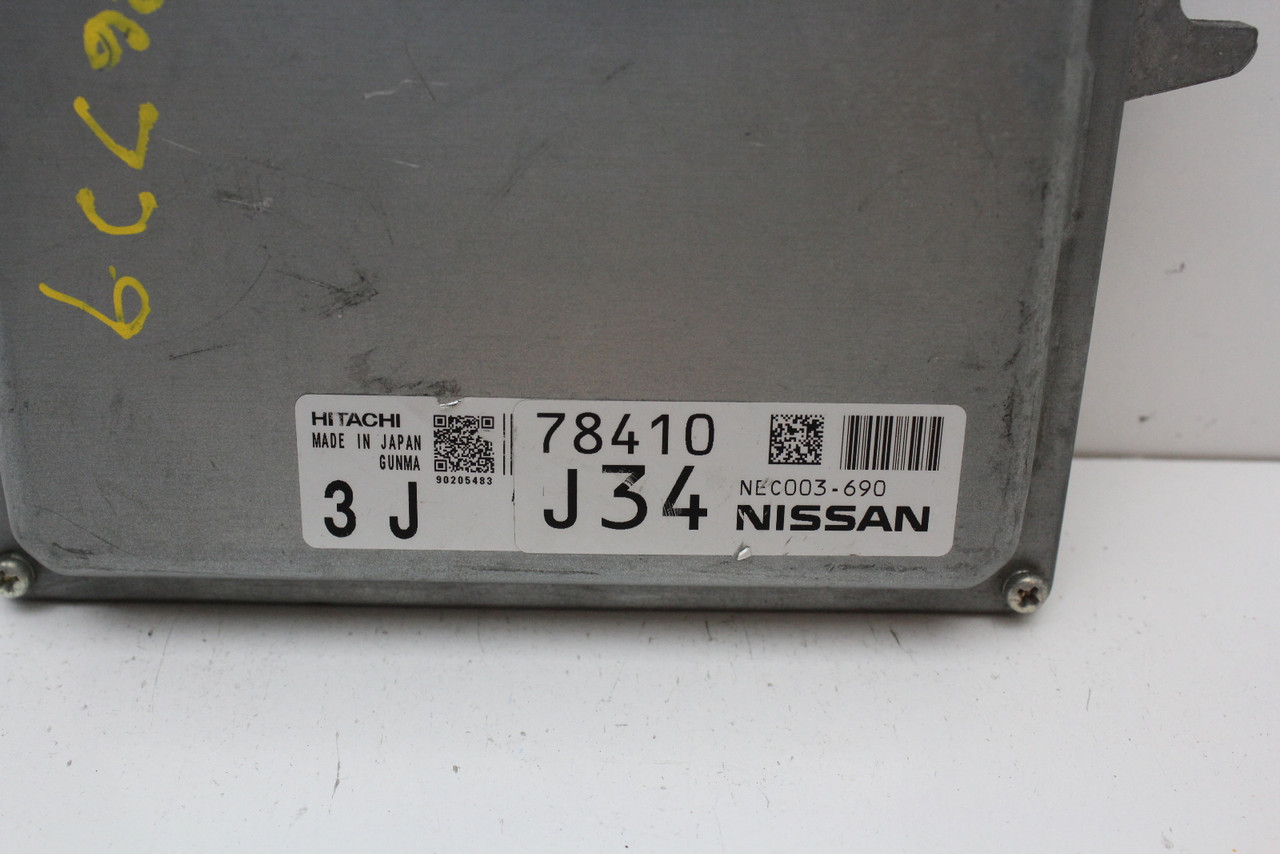 HITACHI
MADE IN JAPAN
GUNMA
90205483
3 J
78410
J34
NEC003-690
NISSAN